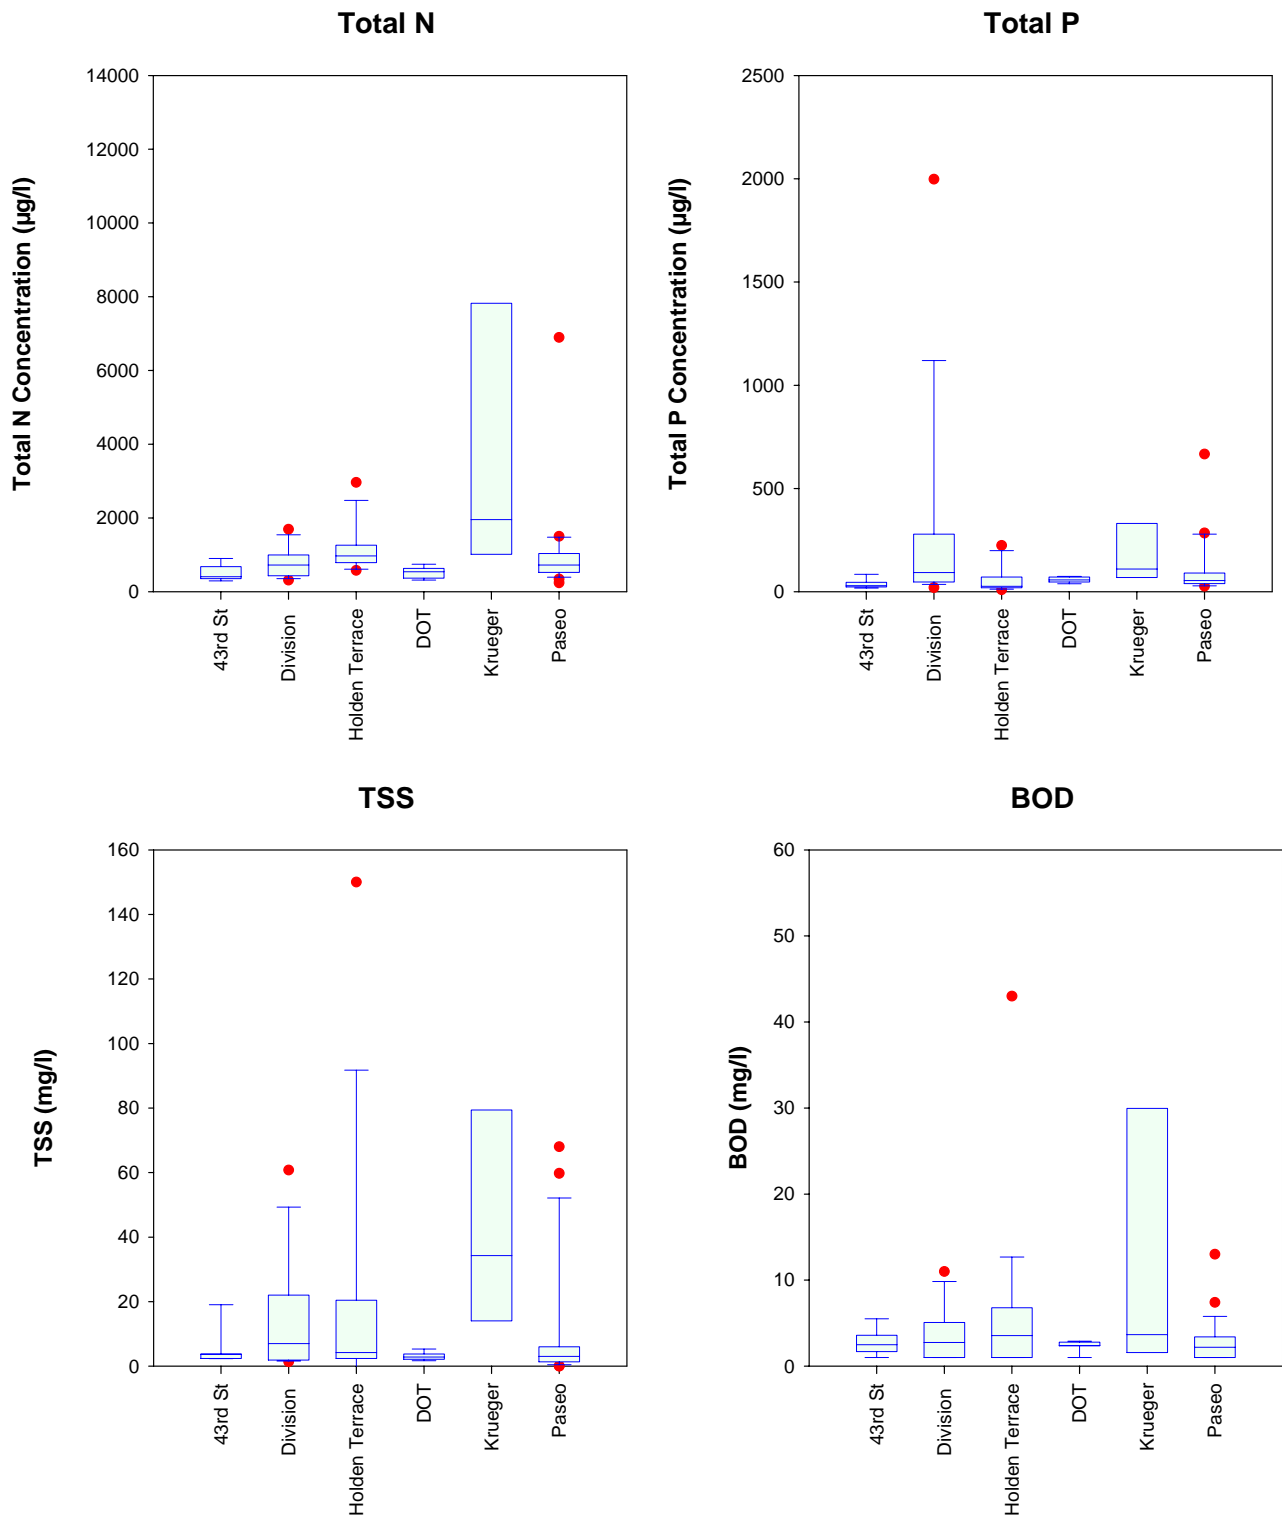 Total N
Total N Concentration (µg/l)
14000
12000
10000
8000
6000
4000
2000
0
43rd St
Division
Holden Terrace
DOT
Krueger
Paseo
Total P
Total P Concentration (µg/l)
2500
2000
1500
1000
500
0
43rd St
Division
Holden Terrace
DOT
Krueger
Paseo
TSS
TSS (mg/l)
160
140
120
100
80
60
40
20
0
43rd St
Division
Holden Terrace
DOT
Krueger
Paseo
BOD
BOD (mg/l)
60
50
40
30
20
10
0
43rd St
Division
Holden Terrace
DOT
Krueger
Paseo